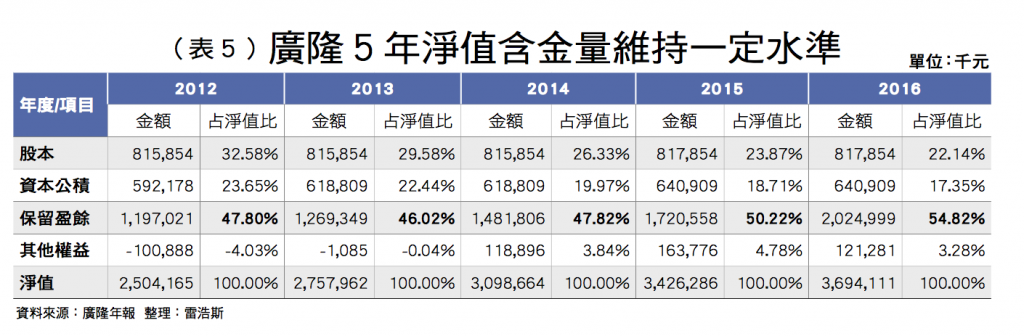 （表５）廣隆５年淨值含金量維持一定水準
單位：千元
年度/項目 2012 2013 2014 2015 2016
金額 占淨值比 金額 占淨值比 金額 占淨值比 金額 占淨值比 金額 占淨值比
股本 815,854 32.58% 815,854 29.58% 815,854 26.33% 817,854 23.87% 817,854 22.14%
資本公積 592,178 23.65% 618,809 22.44% 618,809 19.97% 640,909 18.71% 640,909 17.35%
保留盈餘 1,197,021 47.80% 1,269,349 46.02% 1,481,806 47.82% 1,720,558 50.22% 2,024,999 54.82%
其他權益 -100,888 -4.03% -1,085 -0.04% 118,896 3.84% 163,776 4.78% 121,281 3.28%
淨值 2,504,165 100.00% 2,757,962 100.00% 3,098,664 100.00% 3,426,286 100.00% 3,694,111 100.00%
資料來源：廣隆年報 整理：雷浩斯